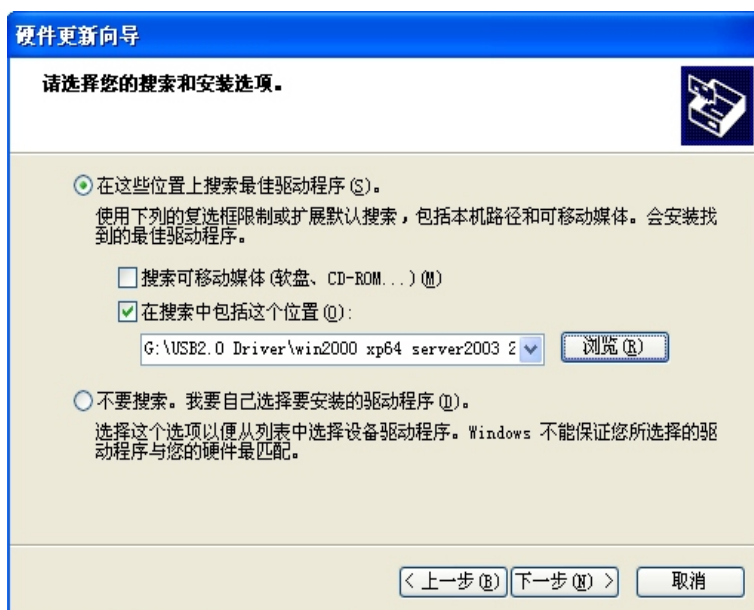 硬件更新向导
请选择您的搜索和安装选项。
在这些位置上搜索最佳驱动程序(S)。
使用下列的复选框限制或扩展默认搜索，包括本机路径和可移动媒体。会安装找
到的最佳驱动程序。
搜索可移动媒体(软盘、CD-ROM...)(M)
在搜索中包括这个位置(O):
G:\USB2.0 Driver\win2000 xp64 server2003 2
浏览(R)
不要搜索。我要自己选择要安装的驱动程序(D)。
选择这个选项以便从列表中选择设备驱动程序。Windows 不能保证您所选择的驱
动程序与您的硬件最匹配。
< 上一步(B) 下一步(N) > 取消